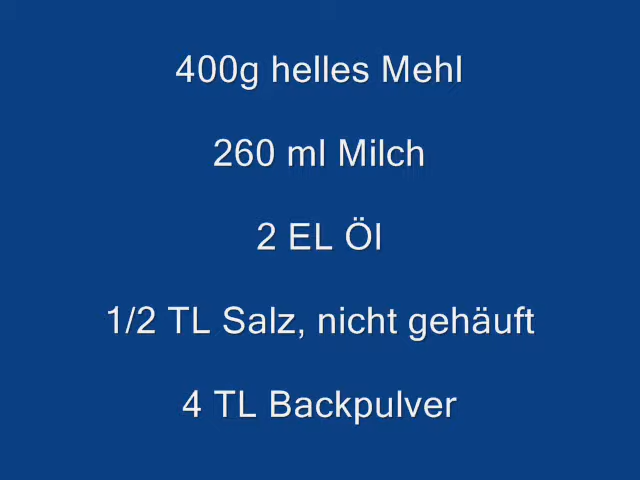 400g helles Mehl
260 ml Milch
2 EL Öl
1/2 TL Salz, nicht gehäuft
4 TL Backpulver